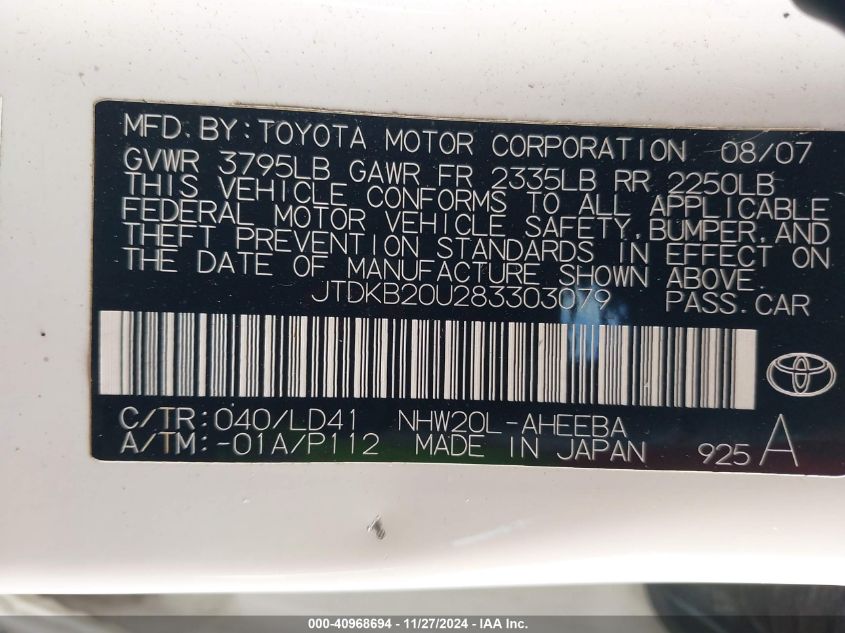 MFD. BY: TOYOTA MOTOR CORPORATION 08/07
GVWR 3795LB GAWR FR 2335LB RR 2250LB
THIS VEHICLE CONFORMS TO ALL APPLICABLE
FEDERAL MOTOR VEHICLE SAFETY, BUMPER, AND
THEFT PREVENTION STANDARDS IN EFFECT ON
THE DATE OF MANUFACTURE SHOWN ABOVE.
JTDKB20U283303079 PASS. CAR
C/TR: 040/LD41 NHW20L-AHEEBA
A/TM: -01A/P112 MADE IN JAPAN 925 A
000-40968694 - 11/27/2024 - IAA Inc.